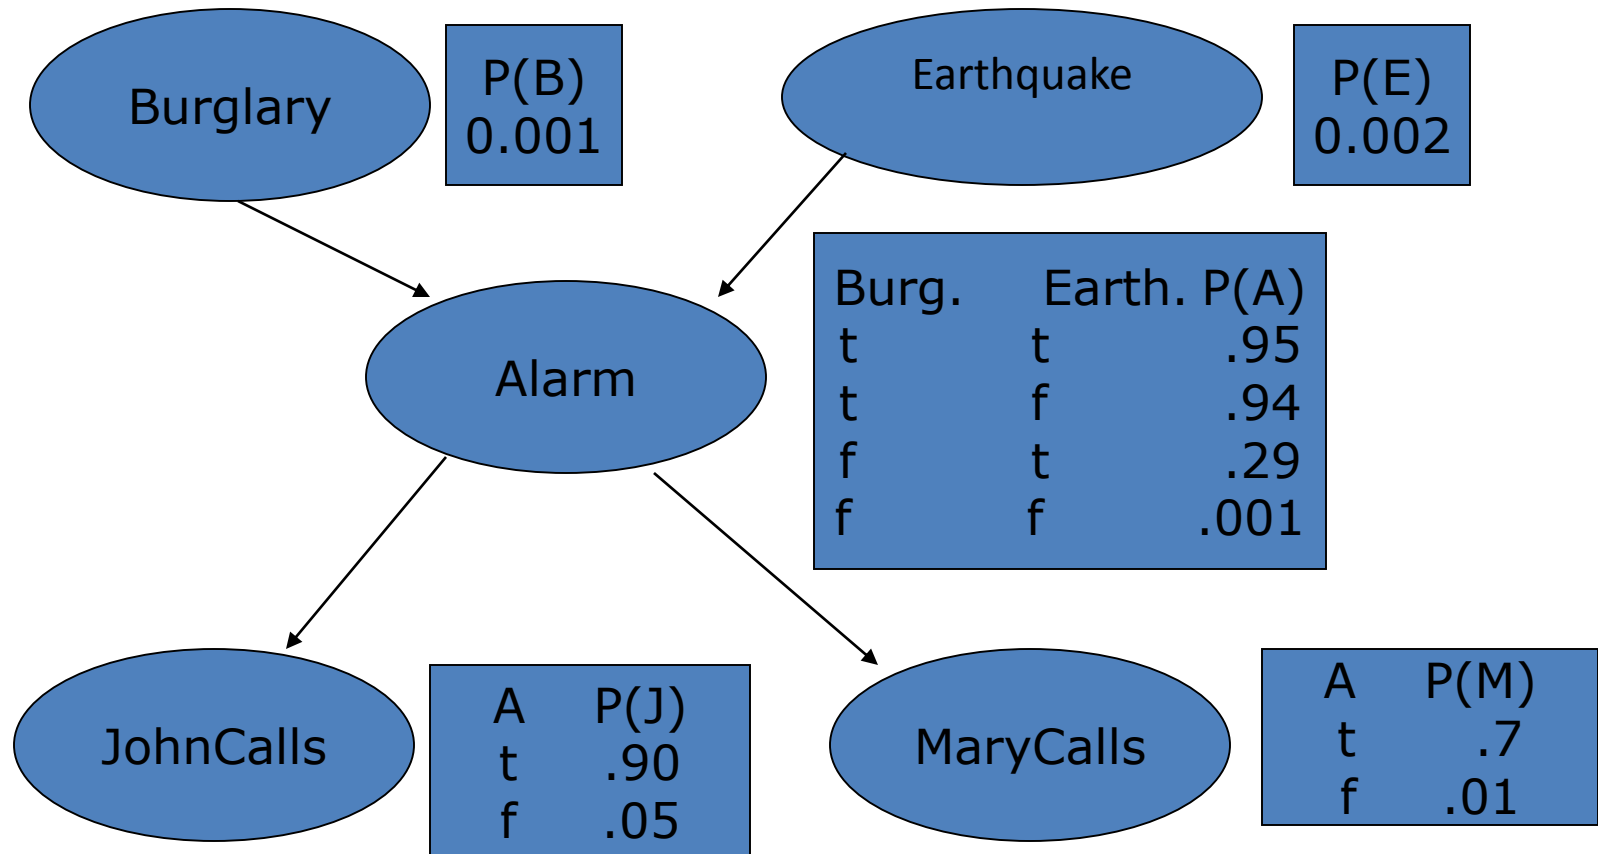 Burglary
P(B)
0.001
Earthquake
P(E)
0.002
Alarm
Burg. Earth. P(A)
t t .95
t f .94
f t .29
f f .001
JohnCalls
A P(J)
t .90
f .05
MaryCalls
A P(M)
t .7
f .01